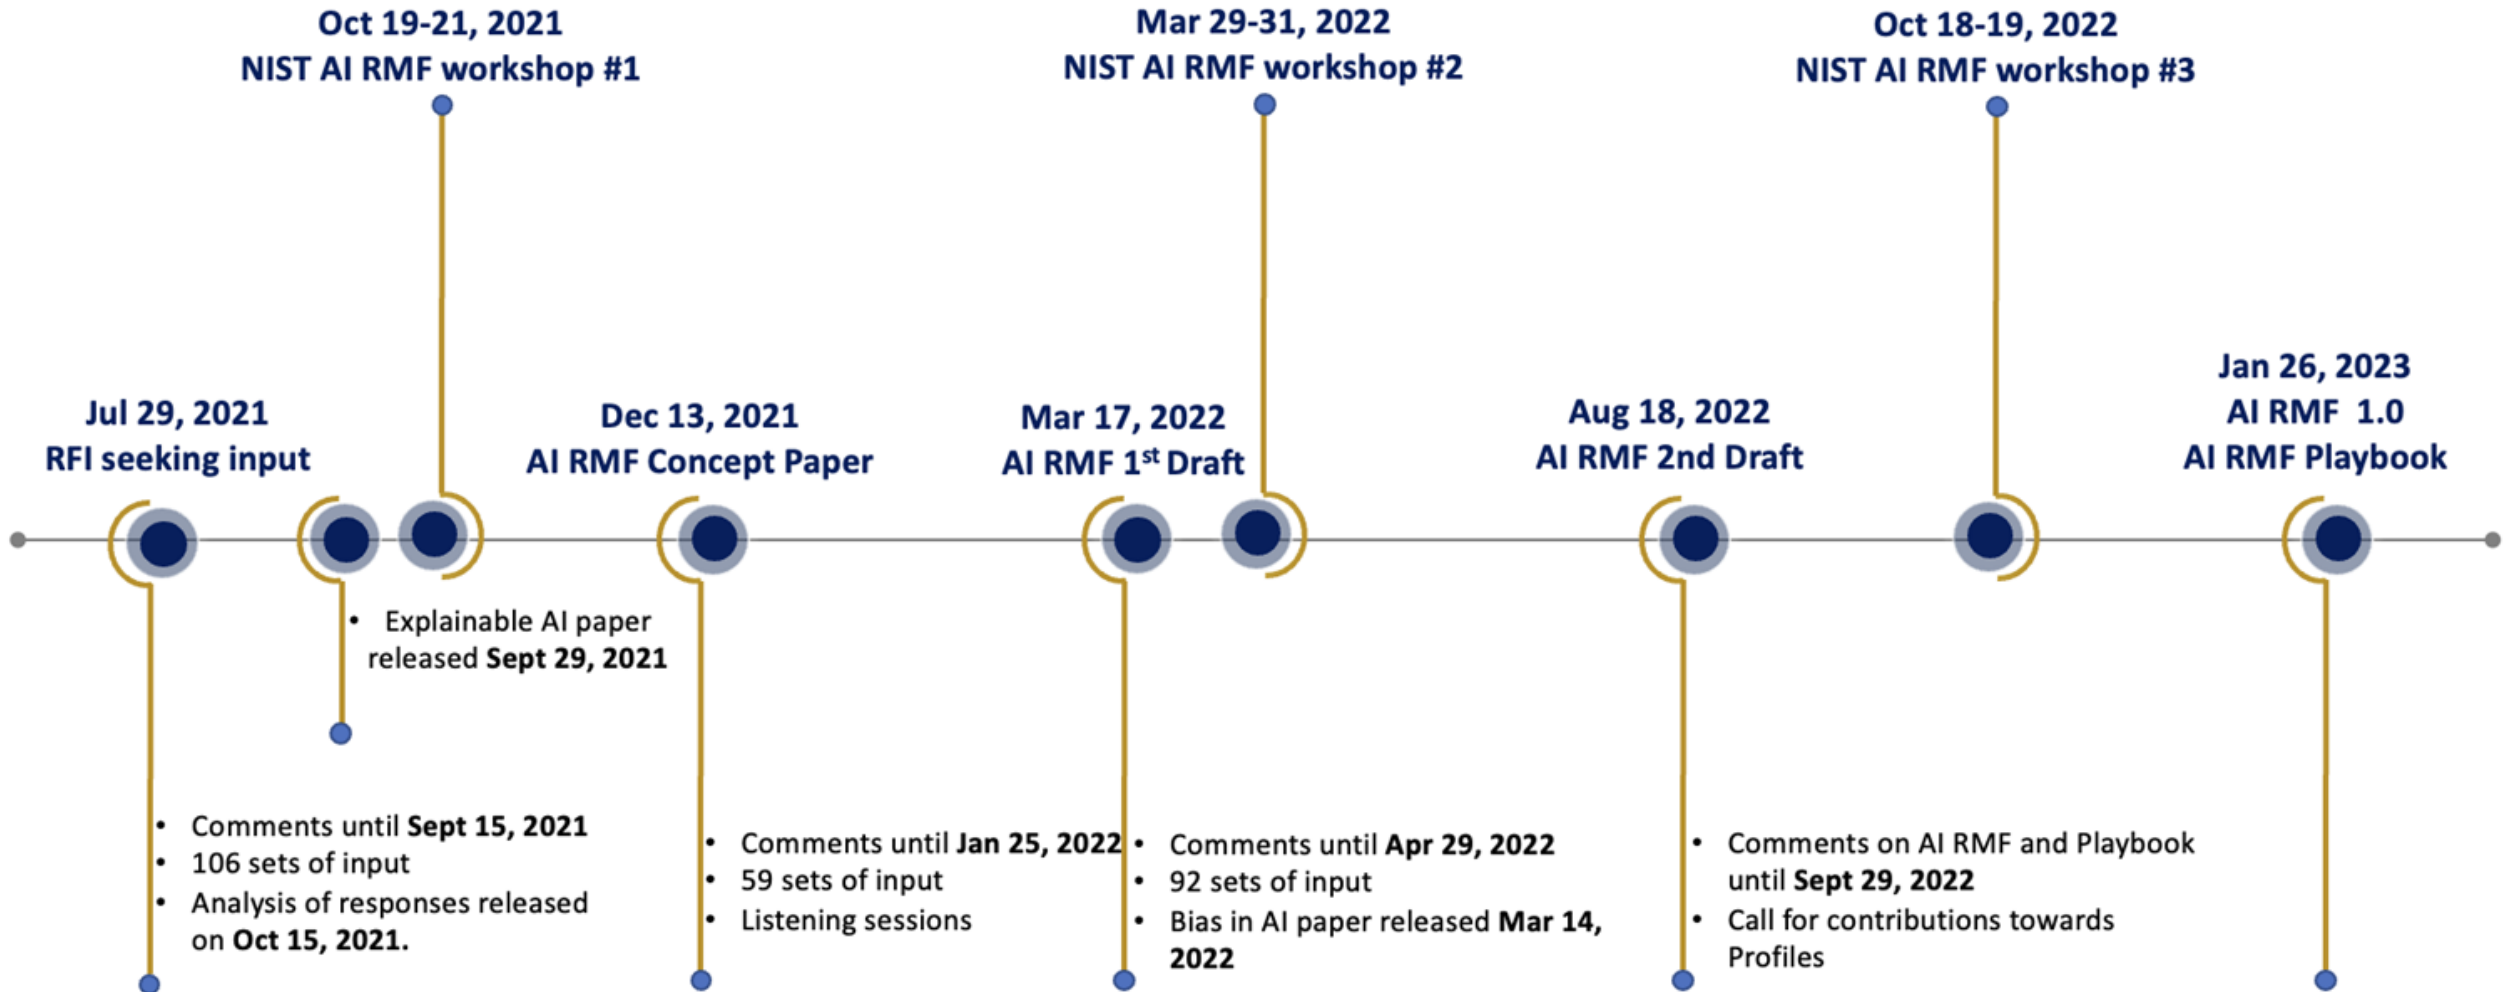 Oct 19-21, 2021
NIST AI RMF workshop #1
Mar 29-31, 2022
NIST AI RMF workshop #2
Oct 18-19, 2022
NIST AI RMF workshop #3
Jul 29, 2021
RFI seeking input
Dec 13, 2021
AI RMF Concept Paper
Mar 17, 2022
AI RMF 1st Draft
Aug 18, 2022
AI RMF 2nd Draft
Jan 26, 2023
AI RMF 1.0
AI RMF Playbook
• Explainable AI paper
released Sept 29, 2021
• Comments until Sept 15, 2021
• 106 sets of input
• Analysis of responses released
on Oct 15, 2021.
• Comments until Jan 25, 2022
• 59 sets of input
• Listening sessions
• Comments until Apr 29, 2022
• 92 sets of input
• Bias in AI paper released Mar 14,
2022
• Comments on AI RMF and Playbook
until Sept 29, 2022
• Call for contributions towards
Profiles